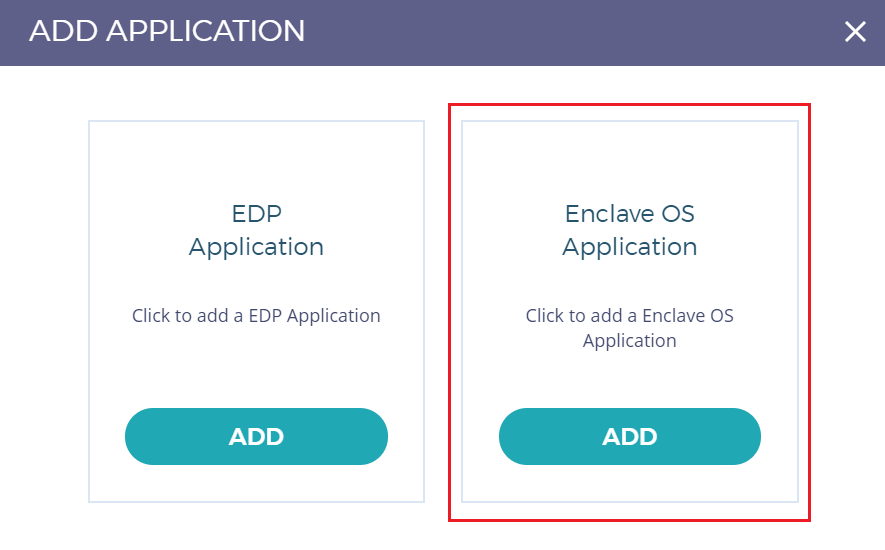 ADD APPLICATION
EDP
Application
Click to add a EDP Application
ADD
Enclave OS
Application
Click to add a Enclave OS
Application
ADD